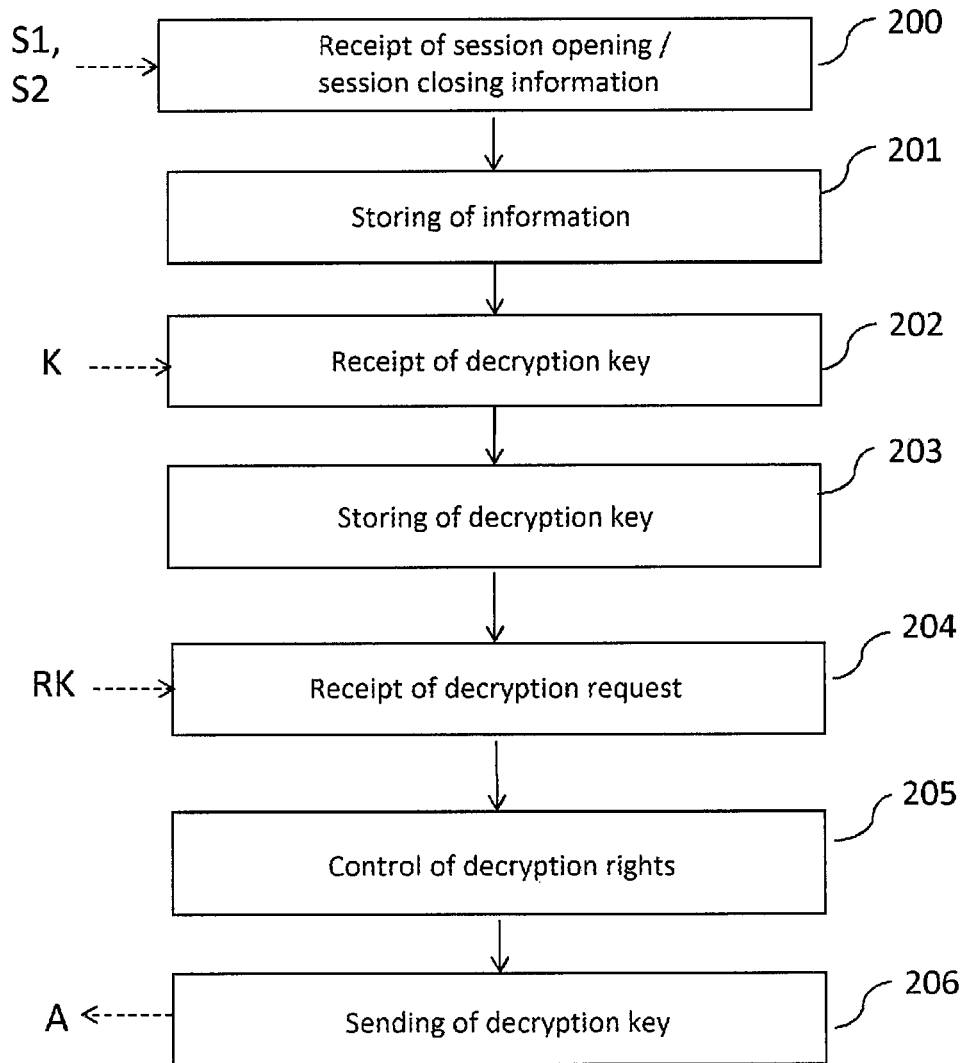 200
S1,
S2
Receipt of session opening /
session closing information
201
Storing of information
202
K
Receipt of decryption key
203
Storing of decryption key
204
RK
Receipt of decryption request
205
Control of decryption rights
206
A
Sending of decryption key